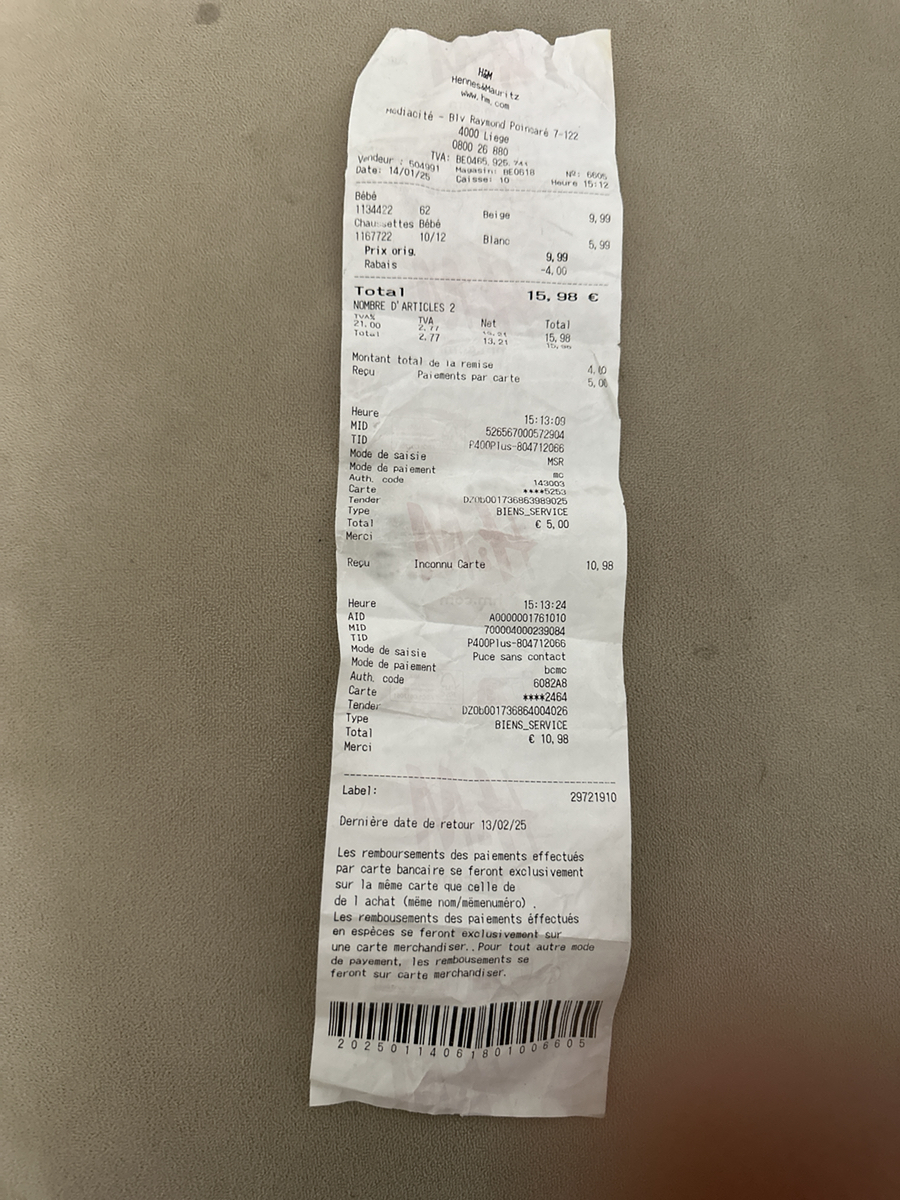 H&M
Hennes&Mauritz
www.hm.com
Médiacité - Blv Raymond Poincaré 7-122
4000 Liege
0800 26 880
TVA: BE0465.925.741
Vendeur : 504991 Magasin: BE0618 Nº: 6605
Date: 14/01/25 Caisse: 10 Heure 15:12
Bébé
1134422 62 Beige 9,99
Chaussettes Bébé
1167722 10/12 Blanc 5,99
Prix orig. 9,99
Rabais -4,00
Total 15,98 €
NOMBRE D'ARTICLES 2
TVA% TVA Net Total
21.00 2,77 13,21 15,98
Total 2,77 13,21 15,98
Montant total de la remise 4,00
Reçu Paiements par carte 5,00
Heure 15:13:09
MID 526567000572904
TID P400Plus-804712066
Mode de saisie MSR
Mode de paiement mc
Auth. code 143003
Carte ****5253
Tender DZ0b001736863989025
Type BIENS_SERVICE
Total € 5,00
Merci
Reçu Inconnu Carte 10,98
Heure 15:13:24
AID A0000001761010
MID 700004000239084
TID P400Plus-804712066
Mode de saisie Puce sans contact
Mode de paiement bcmc
Auth. code 6082A8
Carte ****2464
Tender DZ0b001736864004026
Type BIENS_SERVICE
Total € 10,98
Merci
Label: 29721910
Dernière date de retour 13/02/25
Les remboursements des paiements effectués
par carte bancaire se feront exclusivement
sur la même carte que celle de
de l achat (même nom/mêmenuméro) .
Les rembousements des paiements éffectués
en espèces se feront exclusivement sur
une carte merchandiser..Pour tout autre mode
de payement, les rembousements se
feront sur carte merchandiser.
20250114061801006605